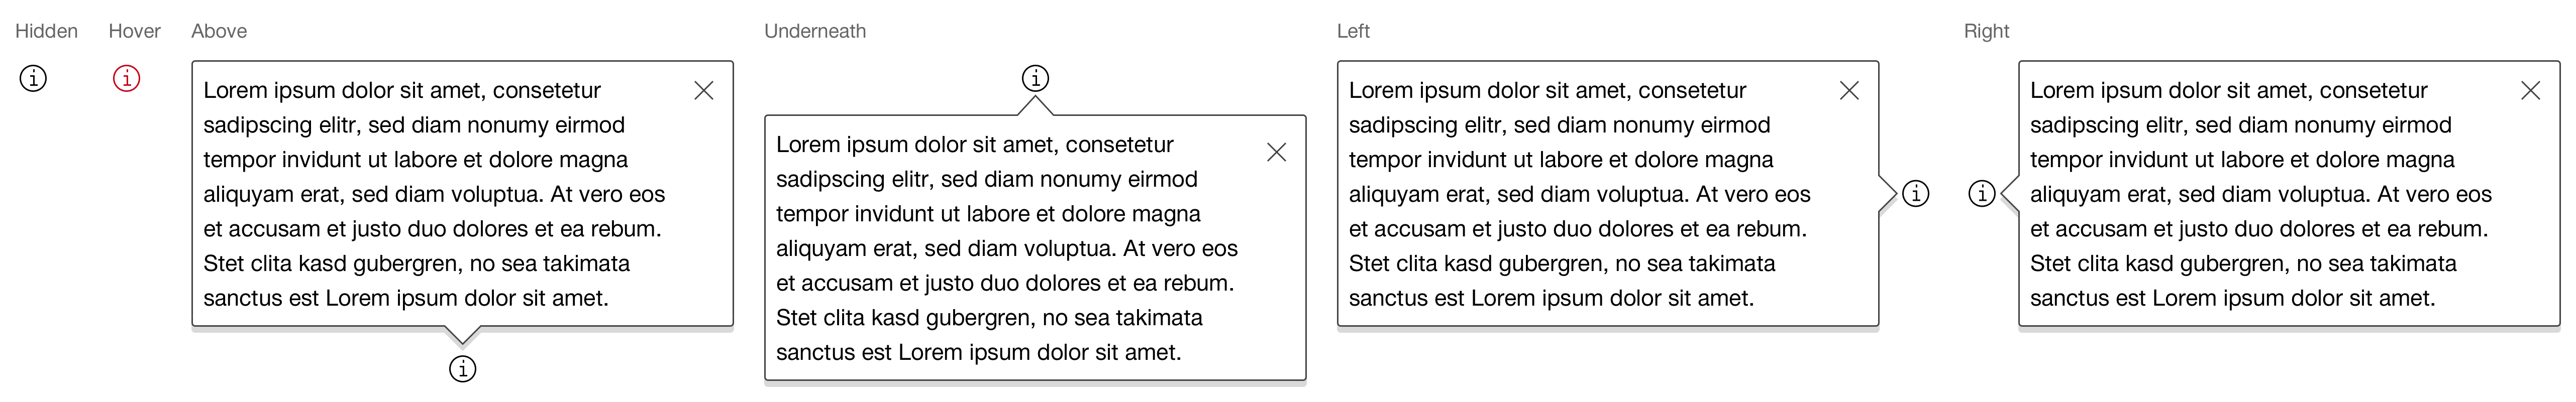 Hidden
Hover
Above
Lorem ipsum dolor sit amet, consetetur
sadipscing elitr, sed diam nonumy eirmod
tempor invidunt ut labore et dolore magna
aliquyam erat, sed diam voluptua. At vero eos
et accusam et justo duo dolores et ea rebum.
Stet clita kasd gubergren, no sea takimata
sanctus est Lorem ipsum dolor sit amet.
Underneath
Lorem ipsum dolor sit amet, consetetur
sadipscing elitr, sed diam nonumy eirmod
tempor invidunt ut labore et dolore magna
aliquyam erat, sed diam voluptua. At vero eos
et accusam et justo duo dolores et ea rebum.
Stet clita kasd gubergren, no sea takimata
sanctus est Lorem ipsum dolor sit amet.
Left
Lorem ipsum dolor sit amet, consetetur
sadipscing elitr, sed diam nonumy eirmod
tempor invidunt ut labore et dolore magna
aliquyam erat, sed diam voluptua. At vero eos
et accusam et justo duo dolores et ea rebum.
Stet clita kasd gubergren, no sea takimata
sanctus est Lorem ipsum dolor sit amet.
Right
Lorem ipsum dolor sit amet, consetetur
sadipscing elitr, sed diam nonumy eirmod
tempor invidunt ut labore et dolore magna
aliquyam erat, sed diam voluptua. At vero eos
et accusam et justo duo dolores et ea rebum.
Stet clita kasd gubergren, no sea takimata
sanctus est Lorem ipsum dolor sit amet.